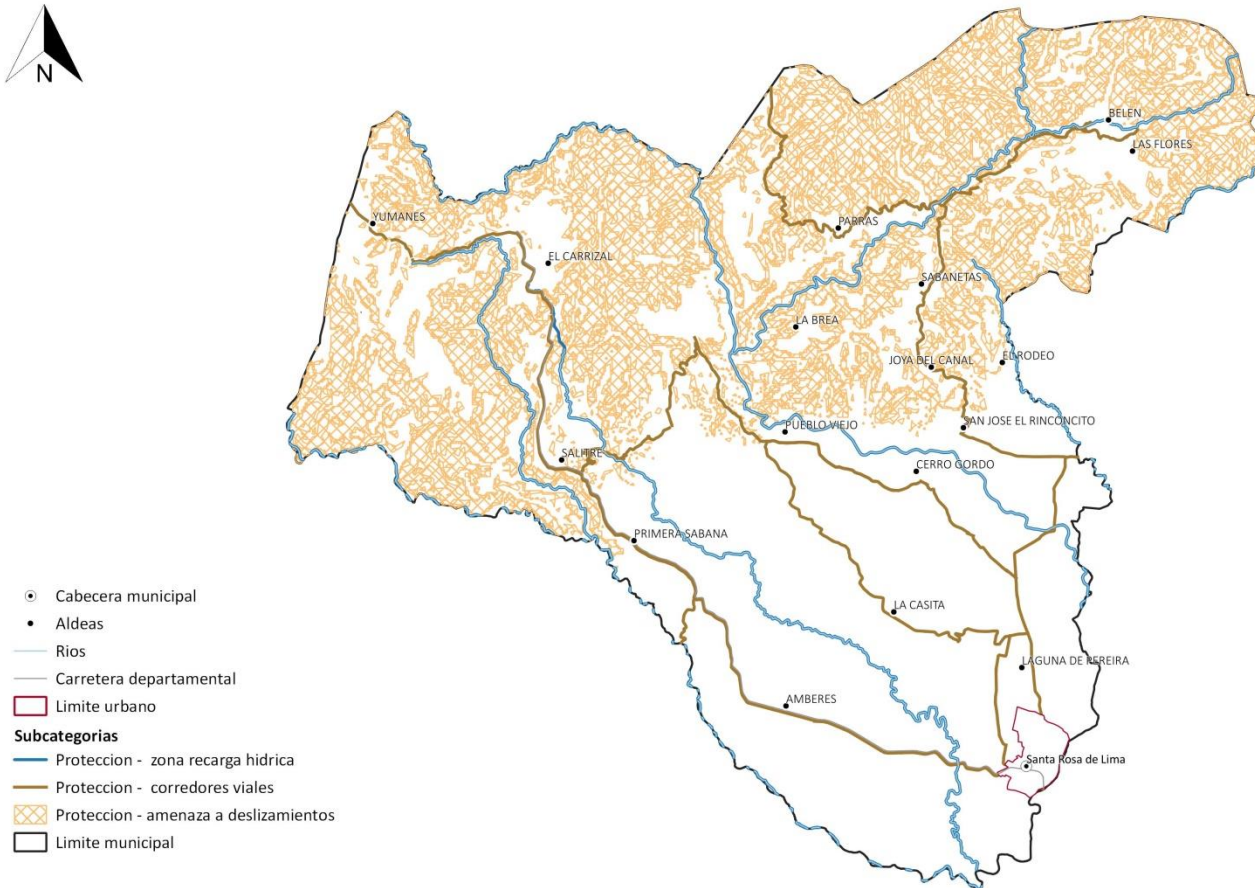 N
BELEN
LAS FLORES
YUMANES
PARRAS
EL CARRIZAL
SABANETAS
LA BREA
JOYA DEL CANAL
EL RODEO
PUEBLO VIEJO
SAN JOSE EL RINCONCITO
SALITRE
CERRO GORDO
PRIMERA SABANA
LA CASITA
LAGUNA DE PEREIRA
AMBERES
Santa Rosa de Lima
Cabecera municipal
Aldeas
Rios
Carretera departamental
Limite urbano
Subcategorias
Proteccion - zona recarga hidrica
Proteccion - corredores viales
Proteccion - amenaza a deslizamientos
Limite municipal